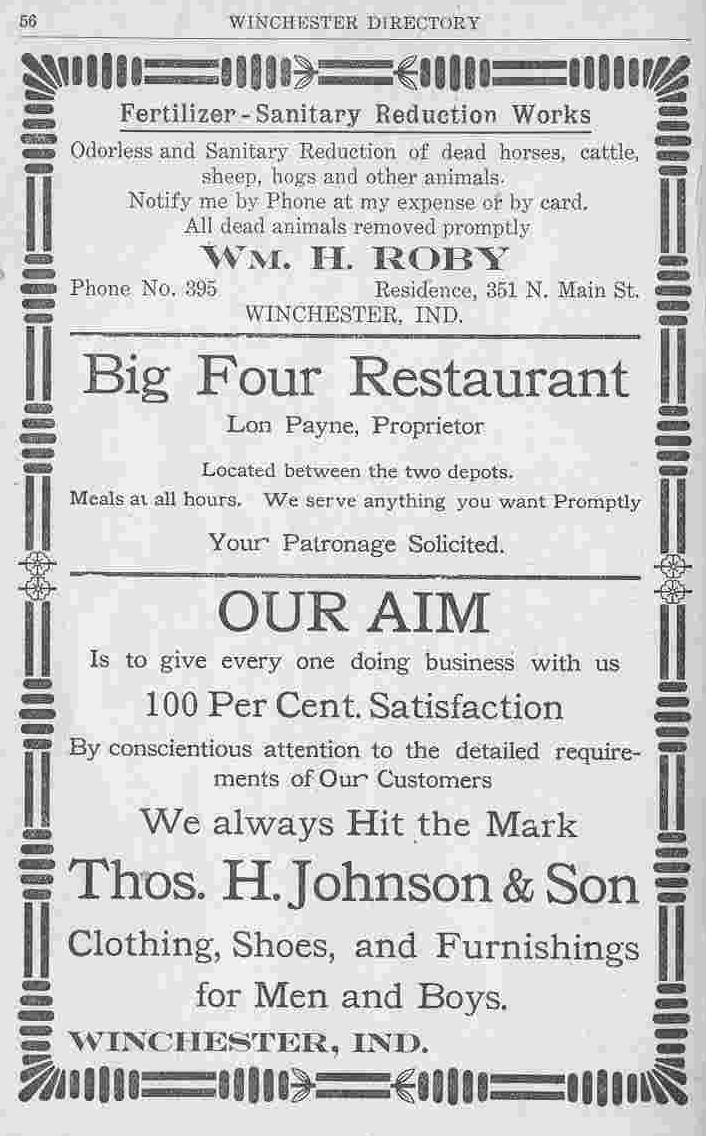 56 WINCHESTER DIRECTORY
Fertilizer-Sanitary Reduction Works
Odorless and Sanitary Reduction of dead horses, cattle,
sheep, hogs and other animals.
Notify me by Phone at my expense or by card.
All dead animals removed promptly
WM. H. ROBY
Phone No. 395 Residence, 351 N. Main St.
WINCHESTER, IND.
Big Four Restaurant
Lon Payne, Proprietor
Located between the two depots.
Meals at all hours. We serve anything you want Promptly
Your Patronage Solicited.
OUR AIM
Is to give every one doing business with us
100 Per Cent. Satisfaction
By conscientious attention to the detailed require-
ments of Our Customers
We always Hit the Mark
Thos. H. Johnson & Son
Clothing, Shoes, and Furnishings
for Men and Boys.
WINCHESTER, IND.